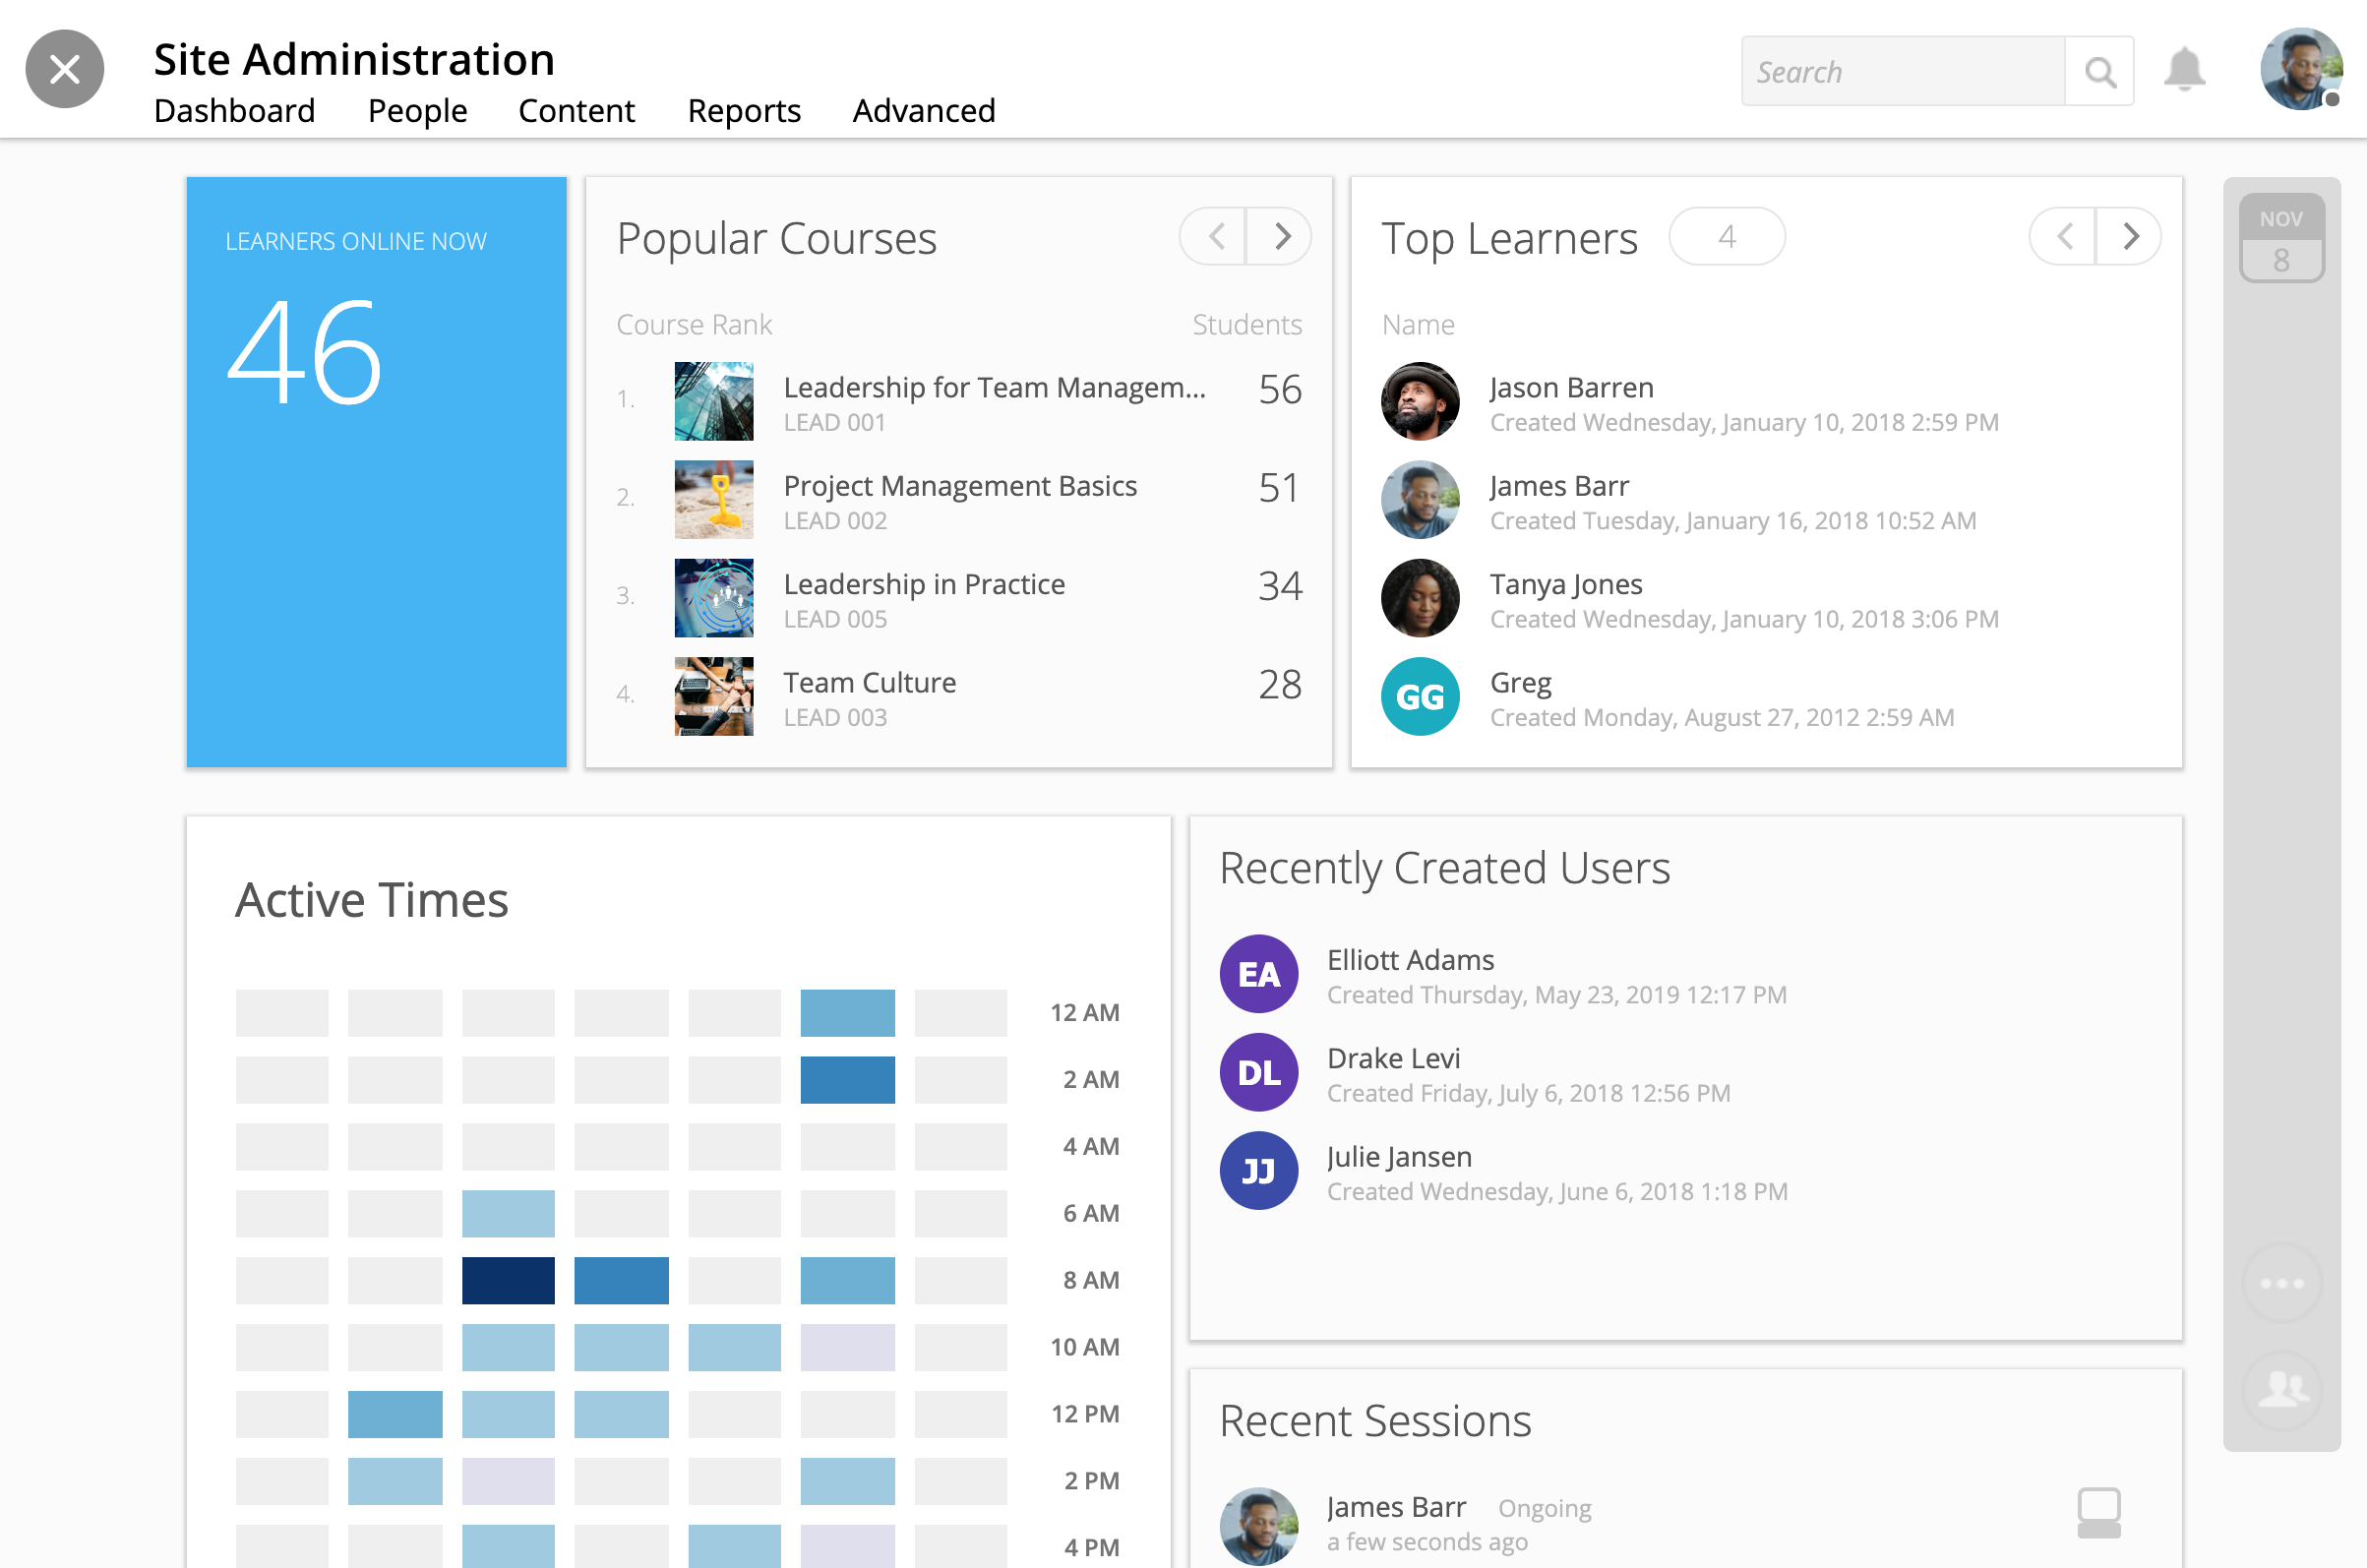 Site Administration
Dashboard People Content Reports Advanced
Search
LEARNERS ONLINE NOW
46
Popular Courses
Course Rank Students
1. Leadership for Team Managem... 56
LEAD 001
2. Project Management Basics 51
LEAD 002
3. Leadership in Practice 34
LEAD 005
4. Team Culture 28
LEAD 003
Top Learners 4
Name
Jason Barren
Created Wednesday, January 10, 2018 2:59 PM
James Barr
Created Tuesday, January 16, 2018 10:52 AM
Tanya Jones
Created Wednesday, January 10, 2018 3:06 PM
GG Greg
Created Monday, August 27, 2012 2:59 AM
NOV
8
Active Times
12 AM
2 AM
4 AM
6 AM
8 AM
10 AM
12 PM
2 PM
4 PM
Recently Created Users
EA Elliott Adams
Created Thursday, May 23, 2019 12:17 PM
DL Drake Levi
Created Friday, July 6, 2018 12:56 PM
JJ Julie Jansen
Created Wednesday, June 6, 2018 1:18 PM
Recent Sessions
James Barr Ongoing
a few seconds ago